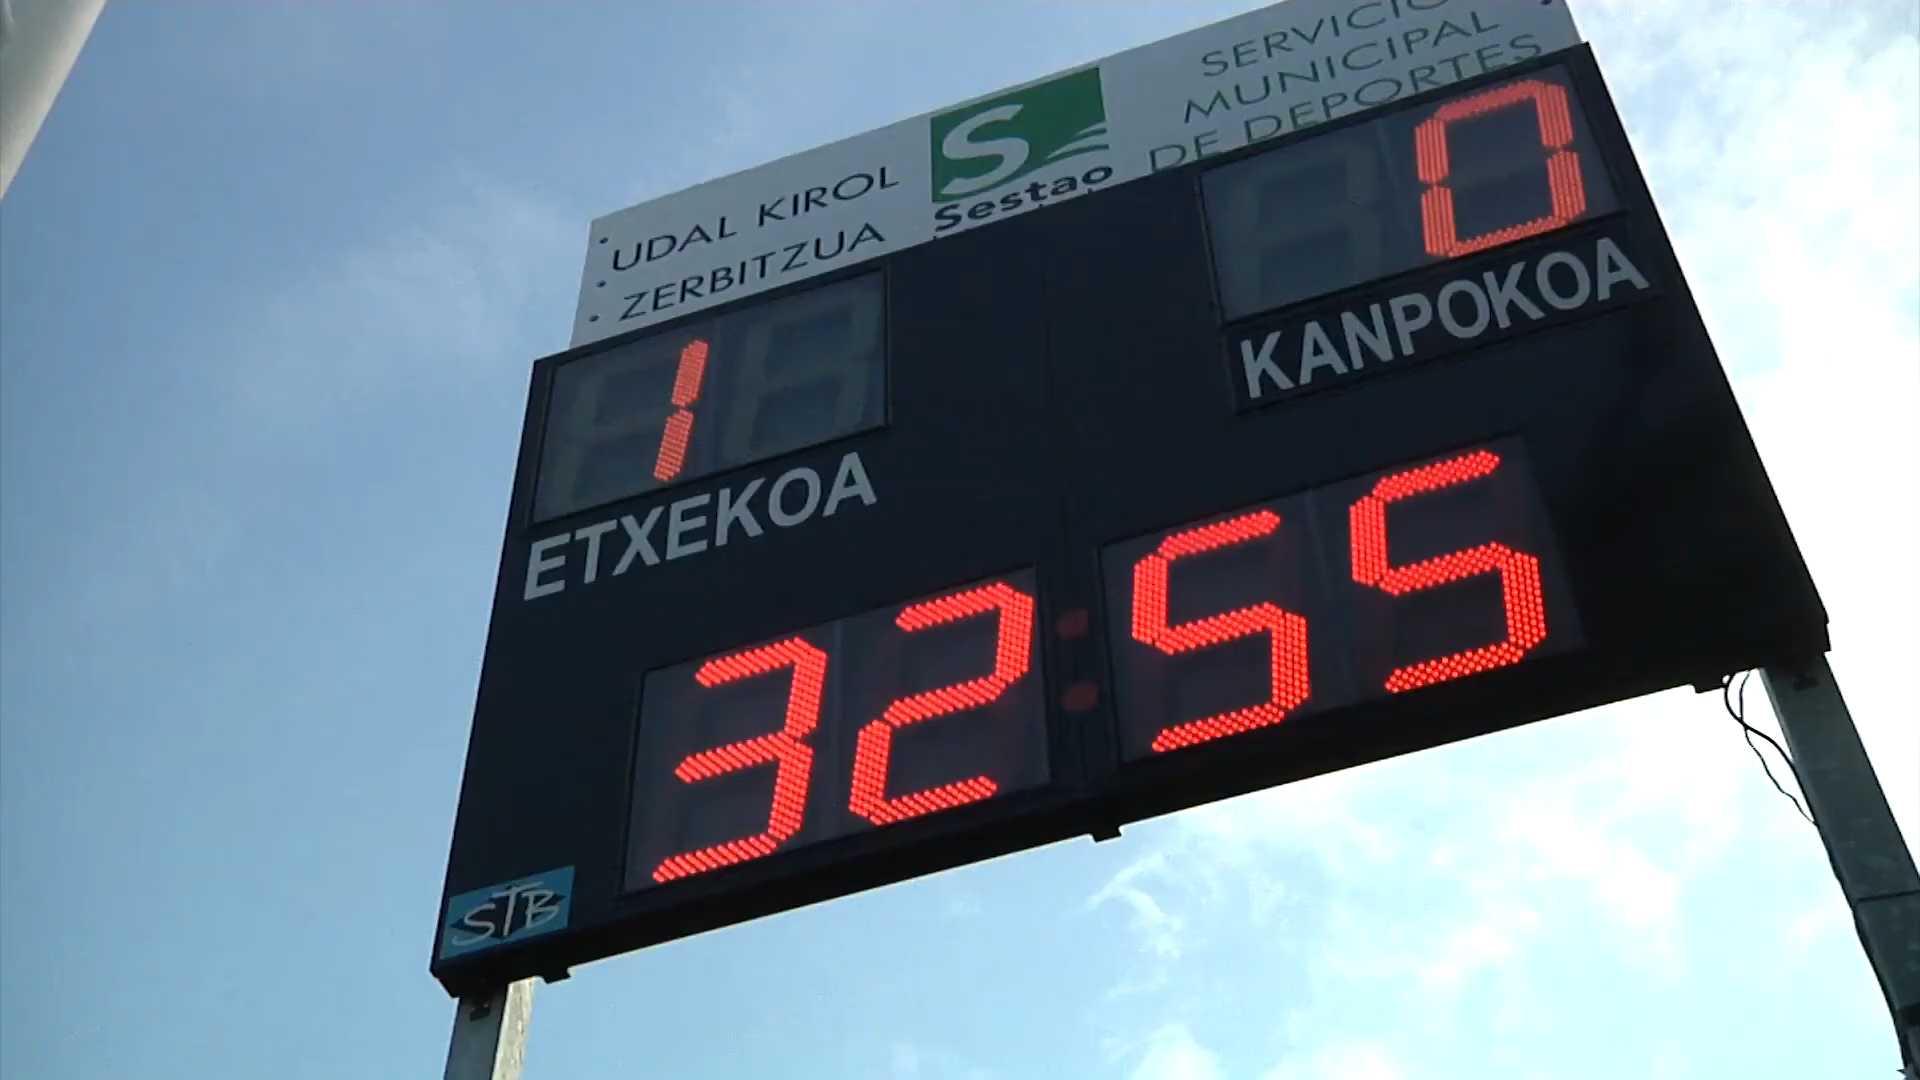 UDAL KIROL
ZERBITZUA
S
Sestao
SERVICIO
MUNICIPAL
DE DEPORTES
1
ETXEKOA
0
KANPOKOA
32:55
STB